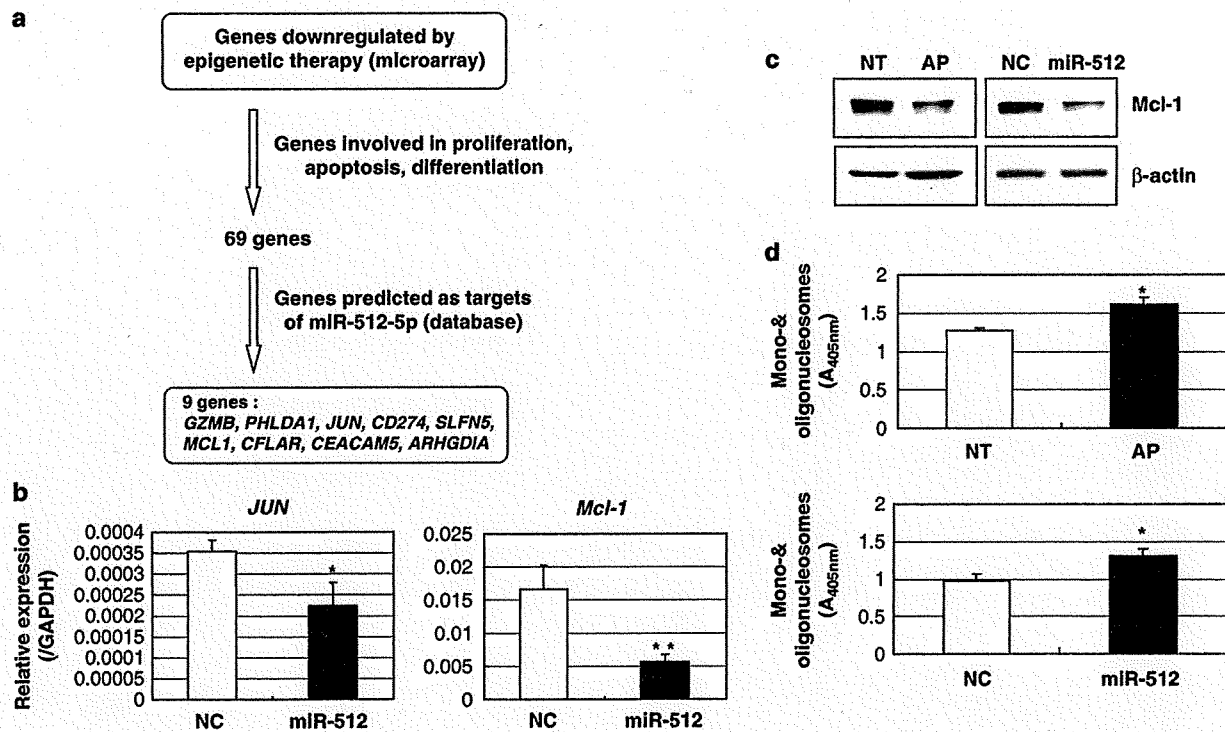 a
Genes downregulated by
epigenetic therapy (microarray)
Genes involved in proliferation,
apoptosis, differentiation
69 genes
Genes predicted as targets
of miR-512-5p (database)
9 genes :
GZMB, PHLDA1, JUN, CD274, SLFN5,
MCL1, CFLAR, CEACAM5, ARHGDIA
b
Relative expression
(/GAPDH)
JUN
0.0004
0.00035
0.0003
0.00025
0.0002
0.00015
0.0001
0.00005
0
*
NC miR-512
Mcl-1
0.025
0.02
0.015
0.01
0.005
0
**
NC miR-512
c
NT AP NC miR-512
Mcl-1
β-actin
d
Mono-&
oligonucleosomes
(A405nm)
2
1.5
1
0.5
0
*
NT AP
Mono-&
oligonucleosomes
(A405nm)
2
1.5
1
0.5
0
*
NC miR-512